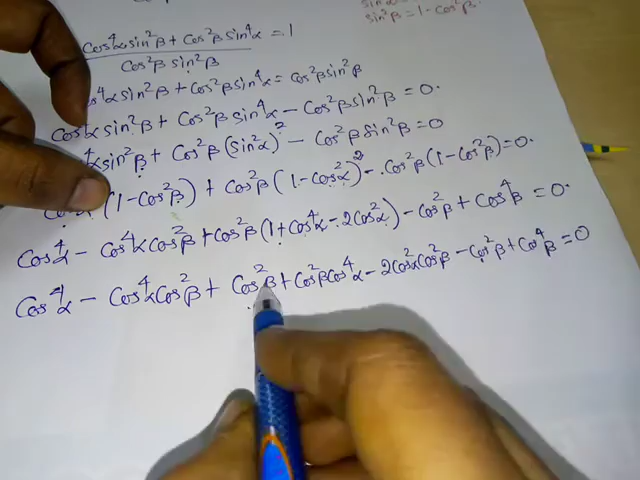 sin²β = 1 - cos²β.
Cos⁴α sin²β + Cos²β sin⁴α / Cos²β sin²β = 1
⁴α sin²β + Cos²β sin⁴α = Cos²β sin²β
Cos⁴α sin²β + Cos²β sin⁴α - Cos²β sin²β = 0.
⁴α sin²β + Cos²β (sin²α)² - Cos²β sin²β = 0
(1 - Cos²β) + Cos²β (1 - Cos²α)² - Cos²β (1 - Cos²β) = 0.
Cos⁴α - Cos⁴α Cos²β + Cos²β (1 + Cos⁴α - 2Cos²α) - Cos²β + Cos⁴β = 0.
Cos⁴α - Cos⁴α Cos²β + Cos²β + Cos²β Cos⁴α - 2Cos²α Cos²β - Cos²β + Cos⁴β = 0